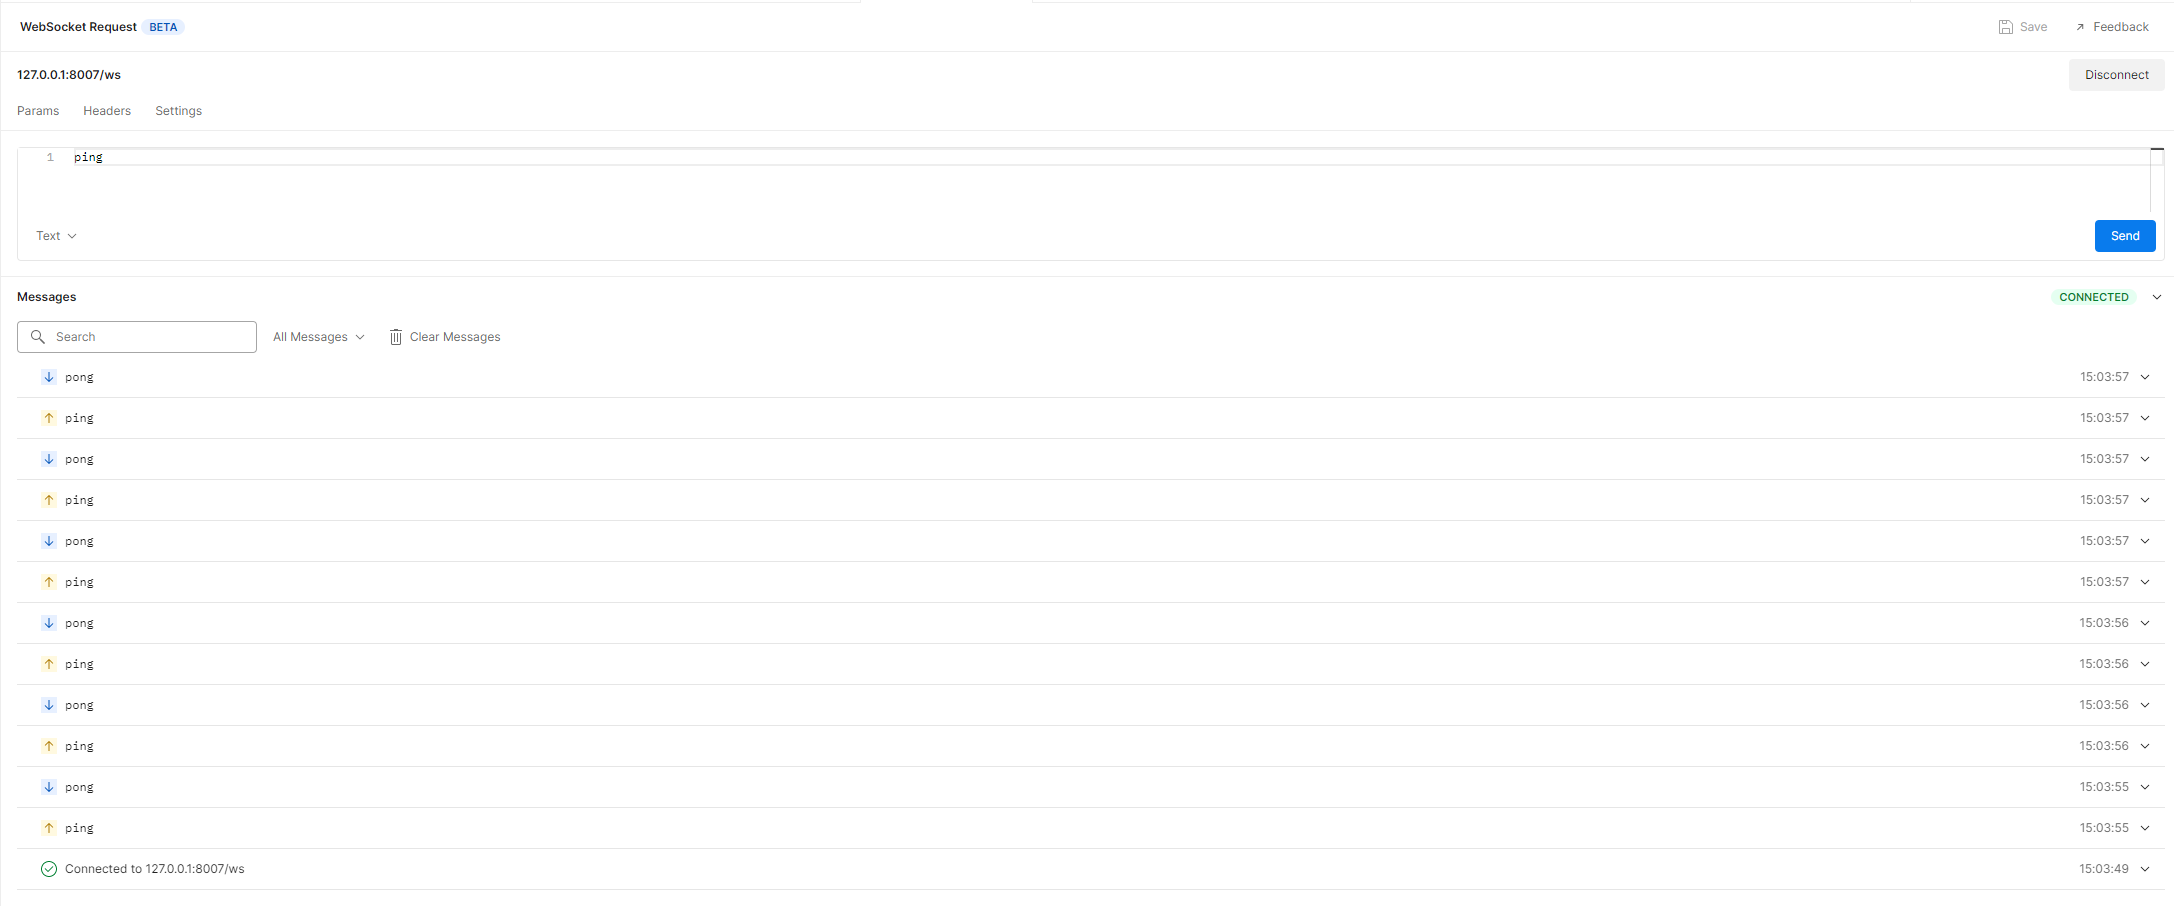 WebSocket Request BETA Save Feedback
127.0.0.1:8007/ws Disconnect
Params Headers Settings
1 ping
Text Send
Messages CONNECTED
Search All Messages Clear Messages
pong 15:03:57
ping 15:03:57
pong 15:03:57
ping 15:03:57
pong 15:03:57
ping 15:03:57
pong 15:03:56
ping 15:03:56
pong 15:03:56
ping 15:03:56
pong 15:03:55
ping 15:03:55
Connected to 127.0.0.1:8007/ws 15:03:49